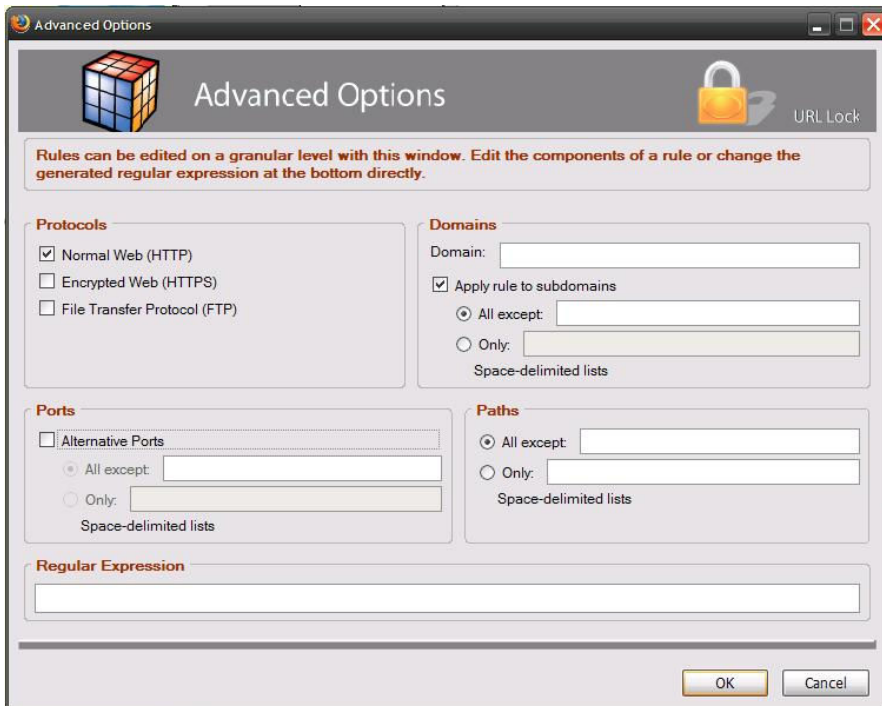 Advanced Options
Advanced Options
URL Lock
Rules can be edited on a granular level with this window. Edit the components of a rule or change the
generated regular expression at the bottom directly.
Protocols
Normal Web (HTTP)
Encrypted Web (HTTPS)
File Transfer Protocol (FTP)
Domains
Domain:
Apply rule to subdomains
All except:
Only:
Space-delimited lists
Ports
Alternative Ports
All except:
Only:
Space-delimited lists
Paths
All except:
Only:
Space-delimited lists
Regular Expression
OK
Cancel